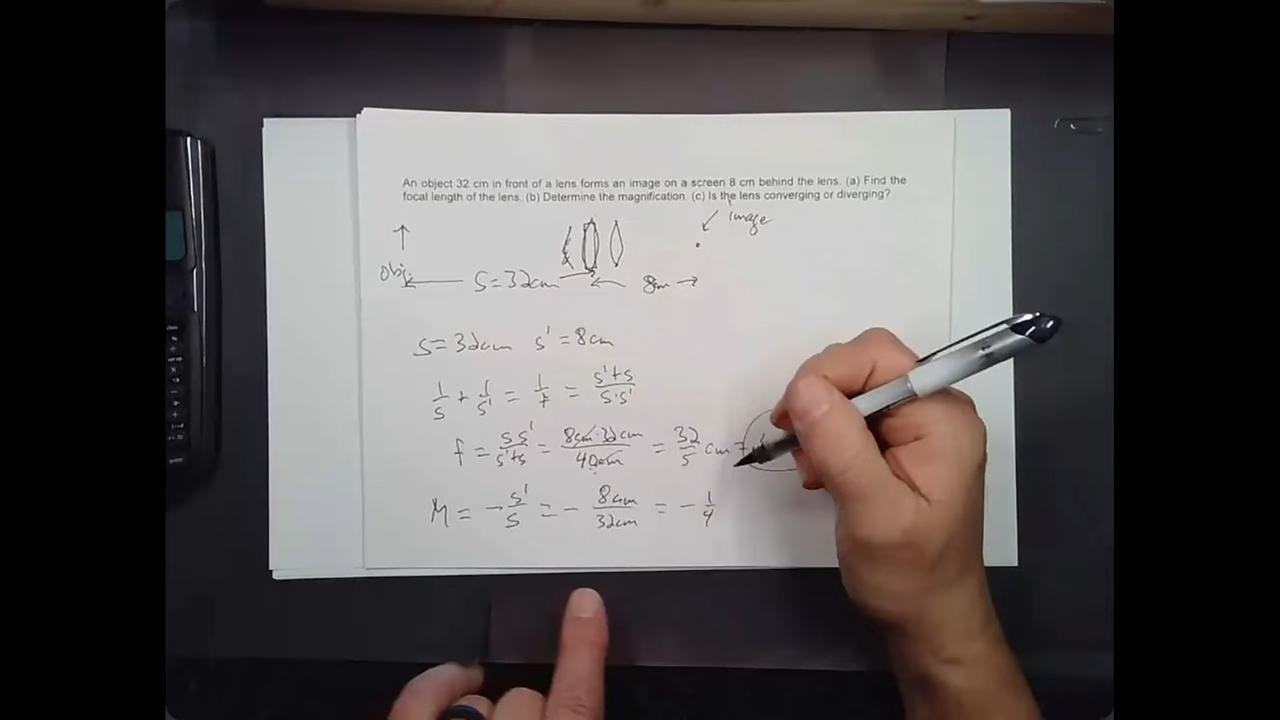 An object 32 cm in front of a lens forms an image on a screen 8 cm behind the lens. (a) Find the
focal length of the lens. (b) Determine the magnification. (c) Is the lens converging or diverging?
image
Obj.
S=32cm
8cm
S=32cm s'=8cm
1/s + 1/s' = 1/f = s'+s/s·s'
f = ss'/s'+s = 8cm·32cm/40cm = 32/5 cm
M = -s'/s = - 8cm/32cm = - 1/4